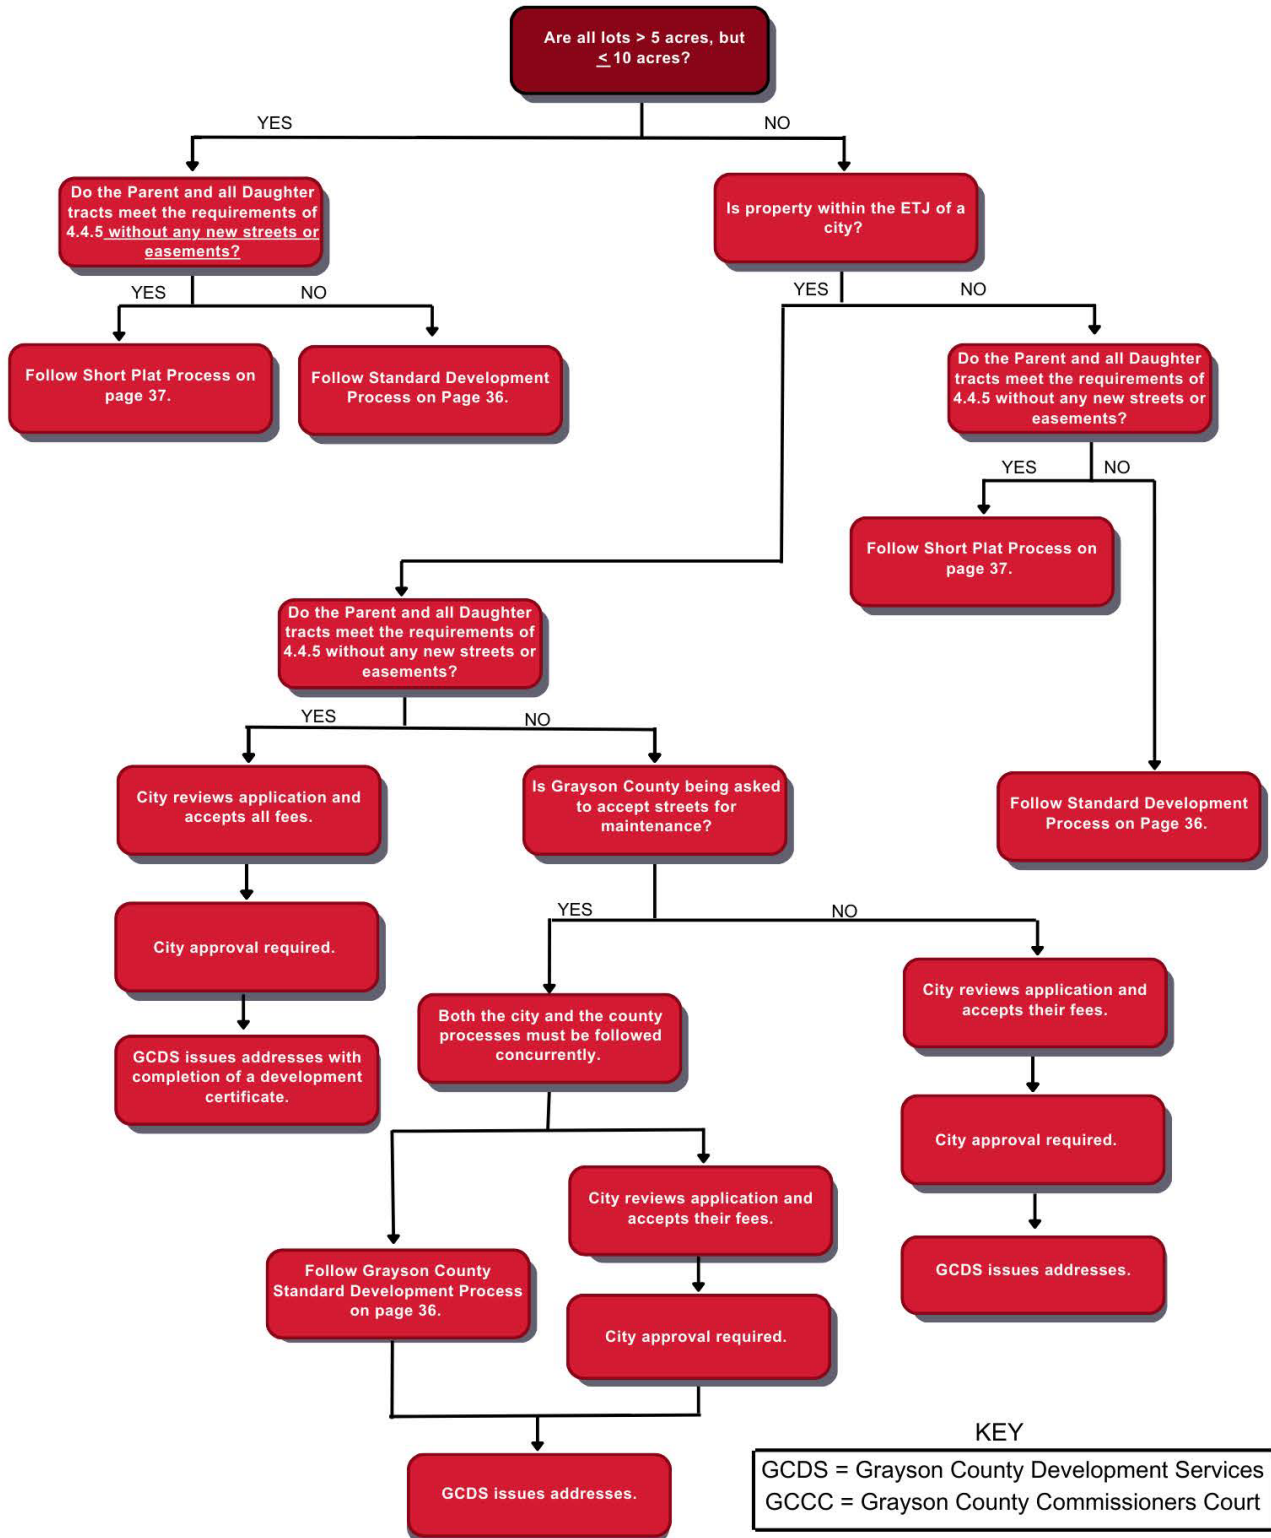 Are all lots > 5 acres, but
< 10 acres?
YES
NO
Do the Parent and all Daughter
tracts meet the requirements of
4.4.5 without any new streets or
easements?
Is property within the ETJ of a
city?
YES
NO
YES
NO
Follow Short Plat Process on
page 37.
Follow Standard Development
Process on Page 36.
Do the Parent and all Daughter
tracts meet the requirements of
4.4.5 without any new streets or
easements?
YES
NO
Follow Short Plat Process on
page 37.
Do the Parent and all Daughter
tracts meet the requirements of
4.4.5 without any new streets or
easements?
YES
NO
City reviews application and
accepts all fees.
Is Grayson County being asked
to accept streets for
maintenance?
Follow Standard Development
Process on Page 36.
City approval required.
YES
NO
GCDS issues addresses with
completion of a development
certificate.
Both the city and the county
processes must be followed
concurrently.
City reviews application and
accepts their fees.
City approval required.
City reviews application and
accepts their fees.
Follow Grayson County
Standard Development Process
on page 36.
GCDS issues addresses.
City approval required.
GCDS issues addresses.
KEY
GCDS = Grayson County Development Services
GCCC = Grayson County Commissioners Court